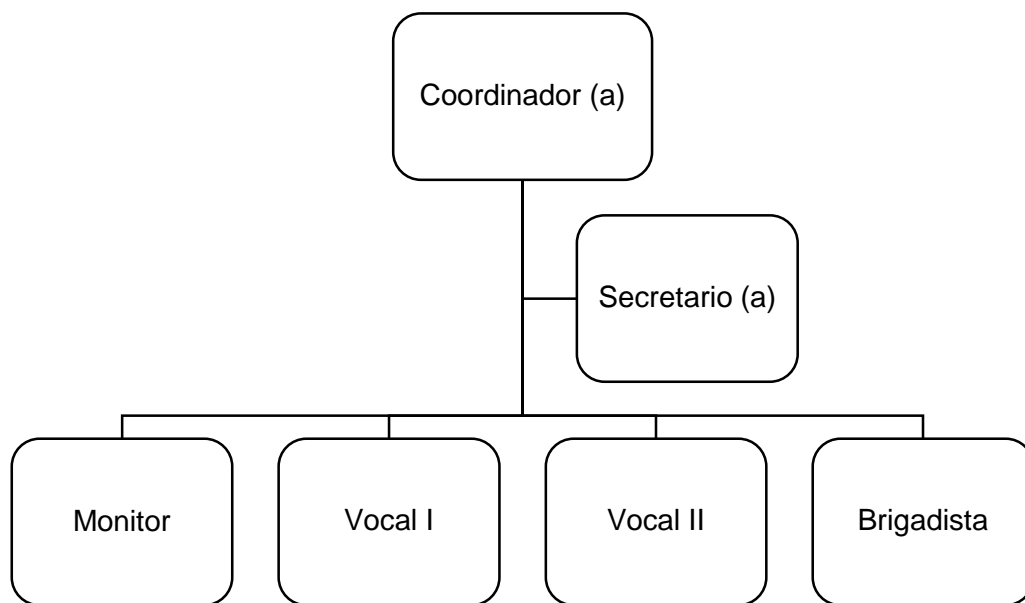 Coordinador (a)
Secretario (a)
Monitor
Vocal I
Vocal II
Brigadista